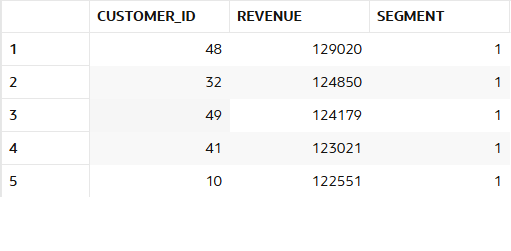 CUSTOMER_ID REVENUE SEGMENT
1 48 129020 1
2 32 124850 1
3 49 124179 1
4 41 123021 1
5 10 122551 1